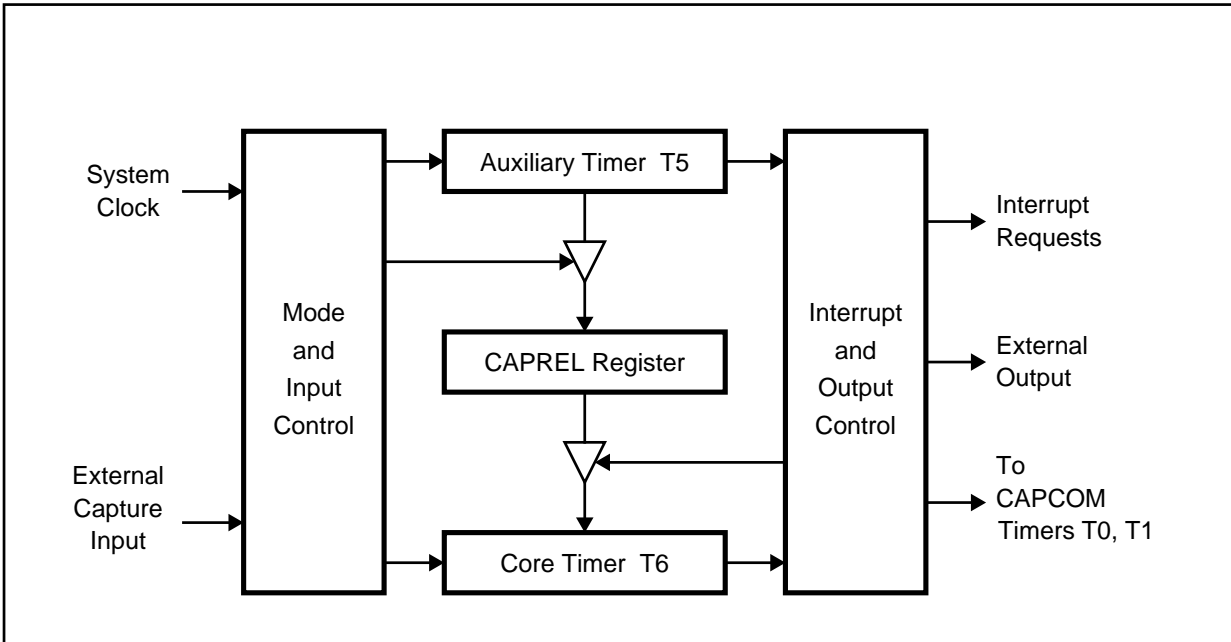 System
Clock
External
Capture
Input
Mode
and
Input
Control
Auxiliary Timer T5
CAPREL Register
Core Timer T6
Interrupt
and
Output
Control
Interrupt
Requests
External
Output
To
CAPCOM
Timers T0, T1